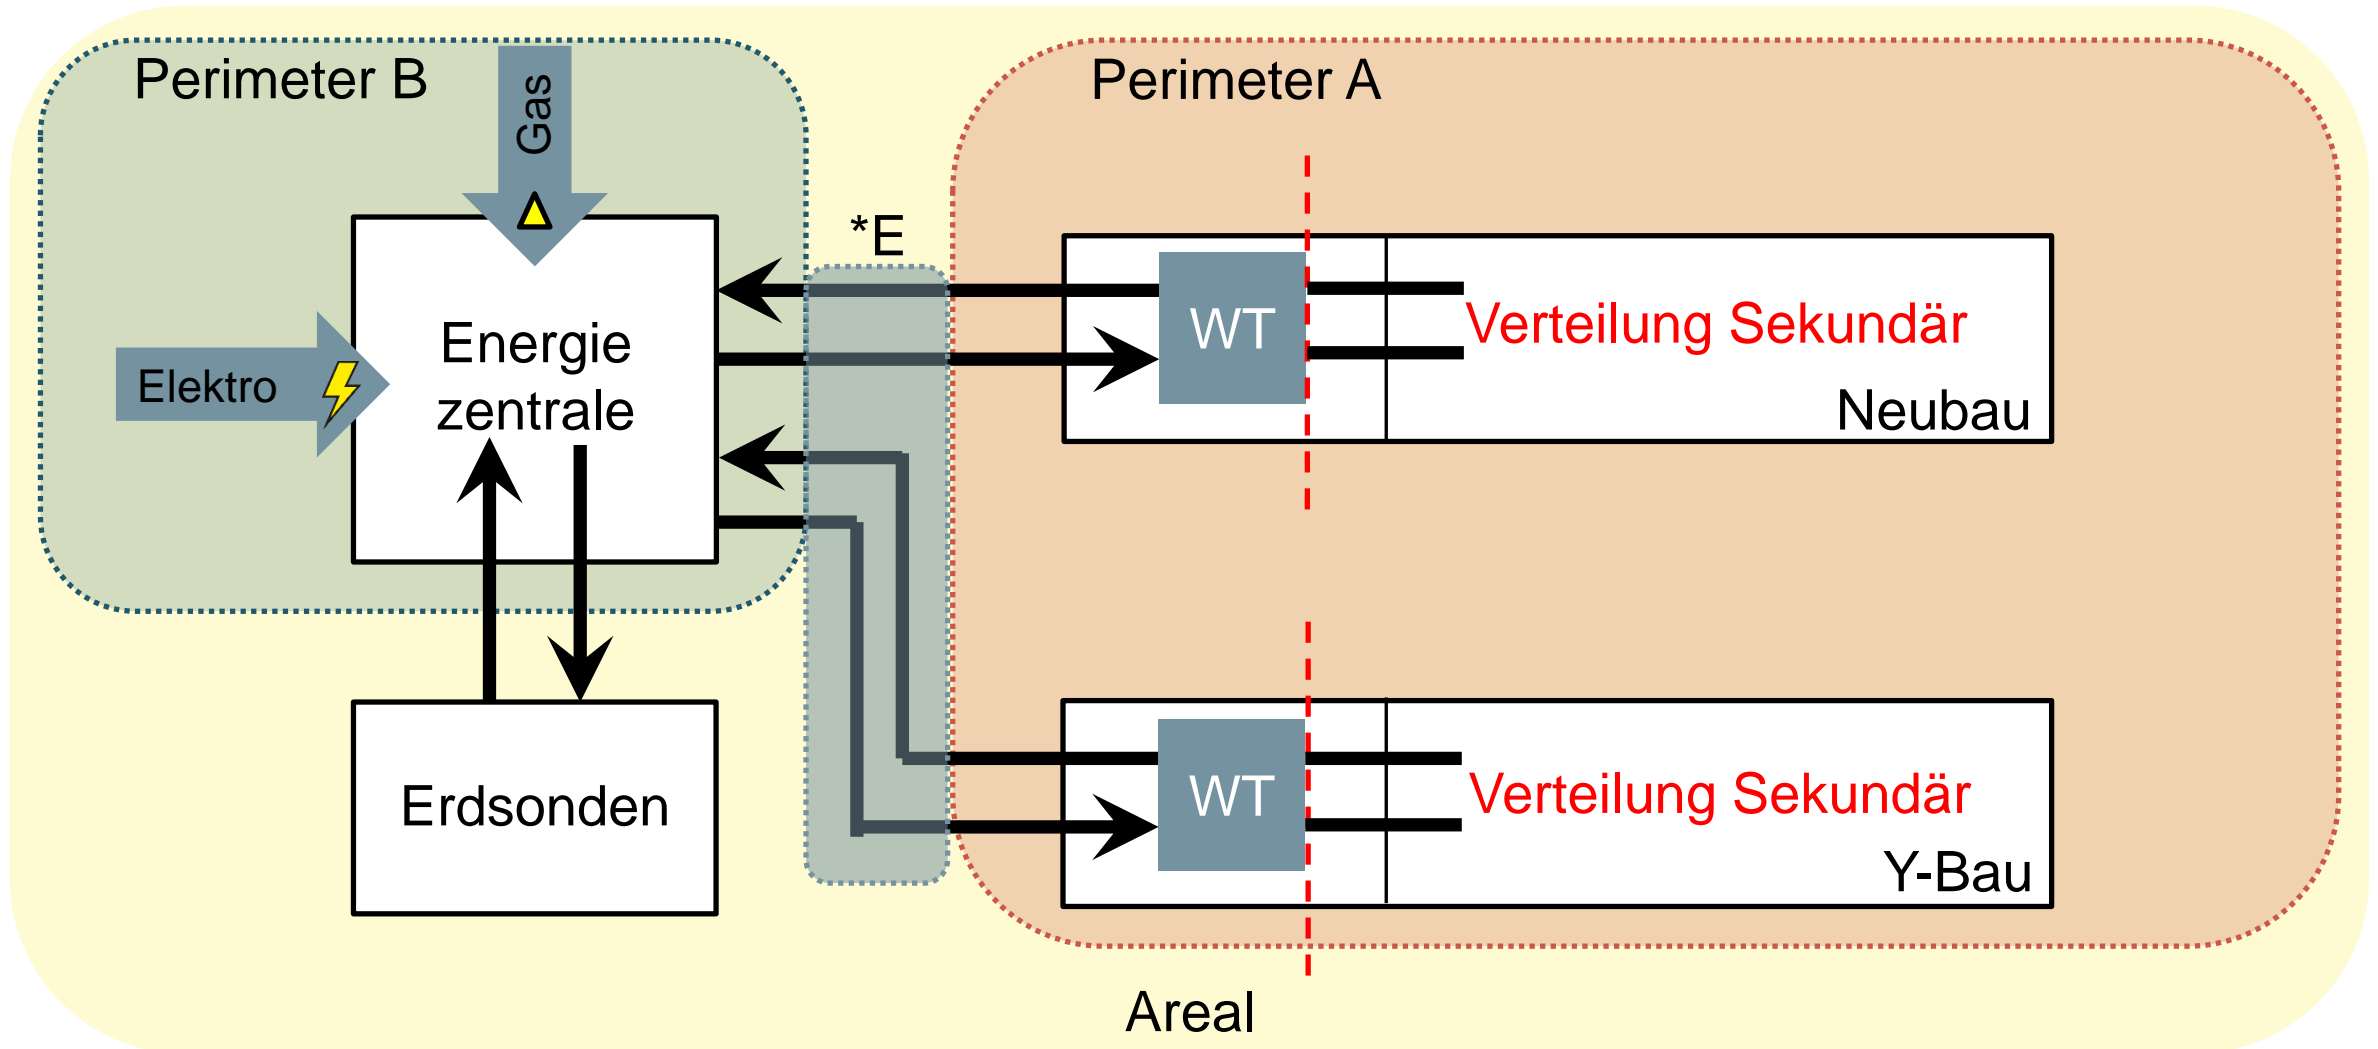 Perimeter B
Gas
Perimeter A
*E
Energie
zentrale
Elektro
WT
Verteilung Sekundär
Neubau
Erdsonden
WT
Verteilung Sekundär
Y-Bau
Areal